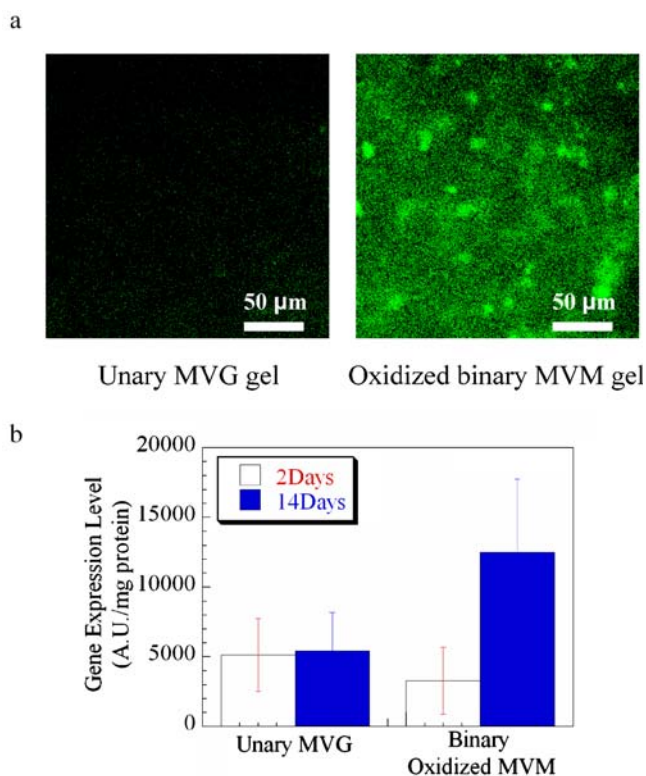 a
50 μm
50 μm
Unary MVG gel
Oxidized binary MVM gel
b
Gene Expression Level
(A.U./mg protein)
20000
15000
10000
5000
0
2Days
14Days
Unary MVG
Binary
Oxidized MVM